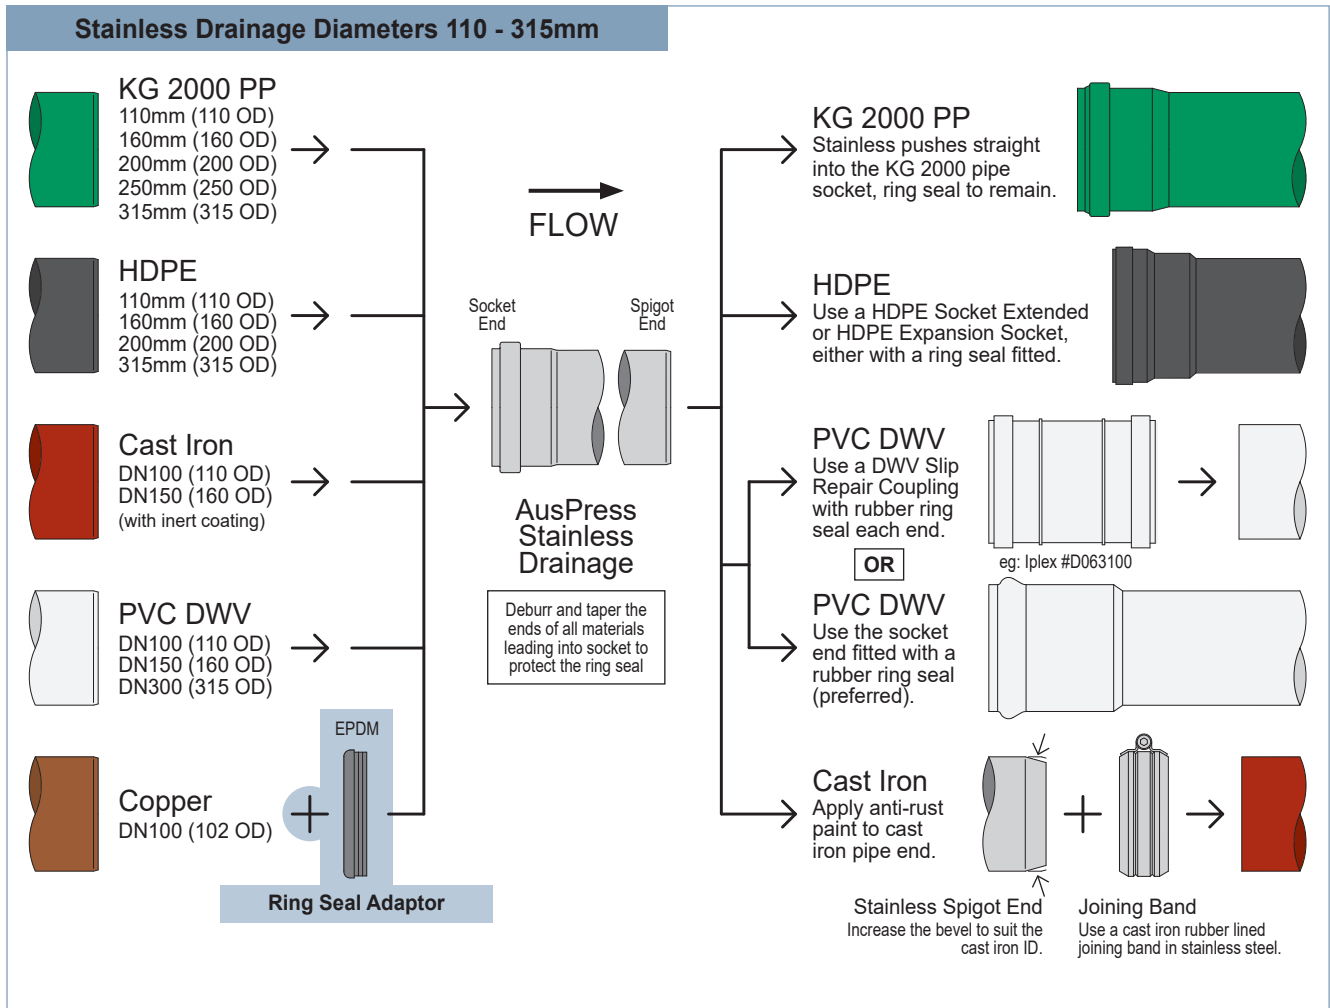 Stainless Drainage Diameters 110 - 315mm
KG 2000 PP
110mm (110 OD)
160mm (160 OD)
200mm (200 OD)
250mm (250 OD)
315mm (315 OD)
HDPE
110mm (110 OD)
160mm (160 OD)
200mm (200 OD)
315mm (315 OD)
Cast Iron
DN100 (110 OD)
DN150 (160 OD)
(with inert coating)
PVC DWV
DN100 (110 OD)
DN150 (160 OD)
DN300 (315 OD)
Copper
DN100 (102 OD)
EPDM
Ring Seal Adaptor
FLOW
Socket
End
Spigot
End
AusPress
Stainless
Drainage
Deburr and taper the
ends of all materials
leading into socket to
protect the ring seal
KG 2000 PP
Stainless pushes straight
into the KG 2000 pipe
socket, ring seal to remain.
HDPE
Use a HDPE Socket Extended
or HDPE Expansion Socket,
either with a ring seal fitted.
PVC DWV
Use a DWV Slip
Repair Coupling
with rubber ring
seal each end.
eg: Iplex #D063100
OR
PVC DWV
Use the socket
end fitted with a
rubber ring seal
(preferred).
Cast Iron
Apply anti-rust
paint to cast
iron pipe end.
Stainless Spigot End
Increase the bevel to suit the
cast iron ID.
Joining Band
Use a cast iron rubber lined
joining band in stainless steel.